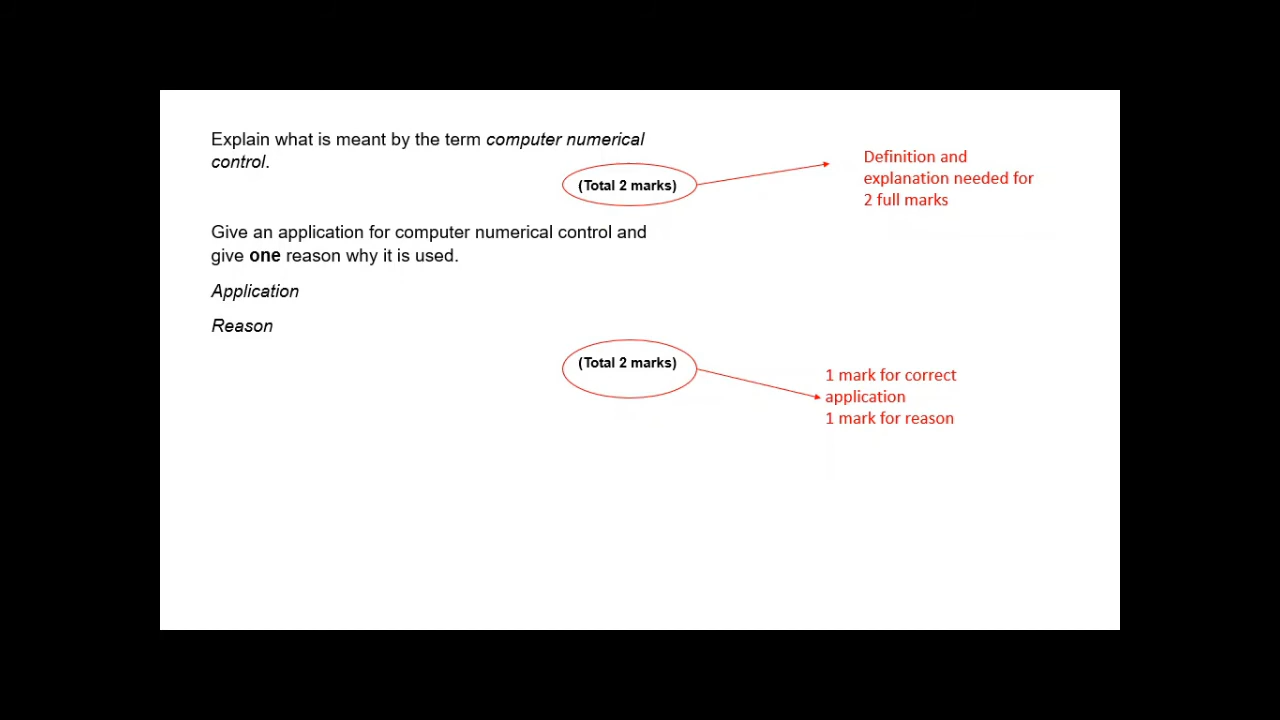 Explain what is meant by the term computer numerical
control.
(Total 2 marks)
Definition and
explanation needed for
2 full marks
Give an application for computer numerical control and
give one reason why it is used.
Application
Reason
(Total 2 marks)
1 mark for correct
application
1 mark for reason